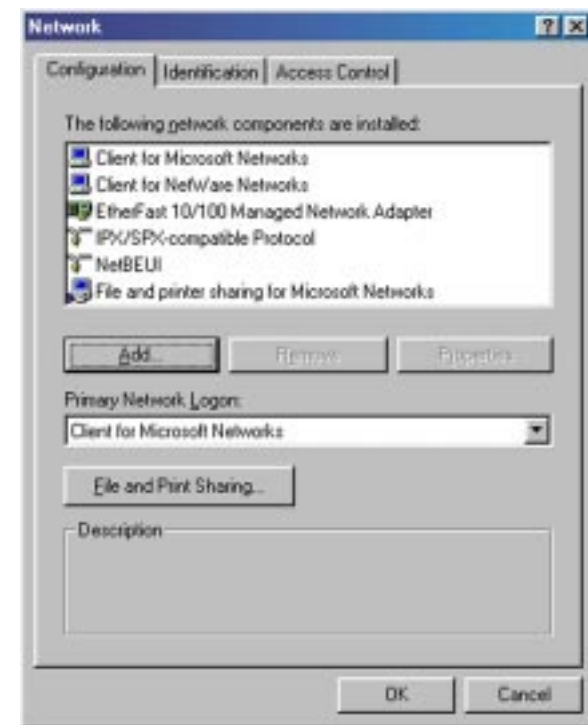 Network
Configuration Identification Access Control
The following network components are installed:
Client for Microsoft Networks
Client for NetWare Networks
EtherFast 10/100 Managed Network Adapter
IPX/SPX-compatible Protocol
NetBEUI
File and printer sharing for Microsoft Networks
Add... Remove Properties
Primary Network Logon:
Client for Microsoft Networks
File and Print Sharing...
Description
OK Cancel